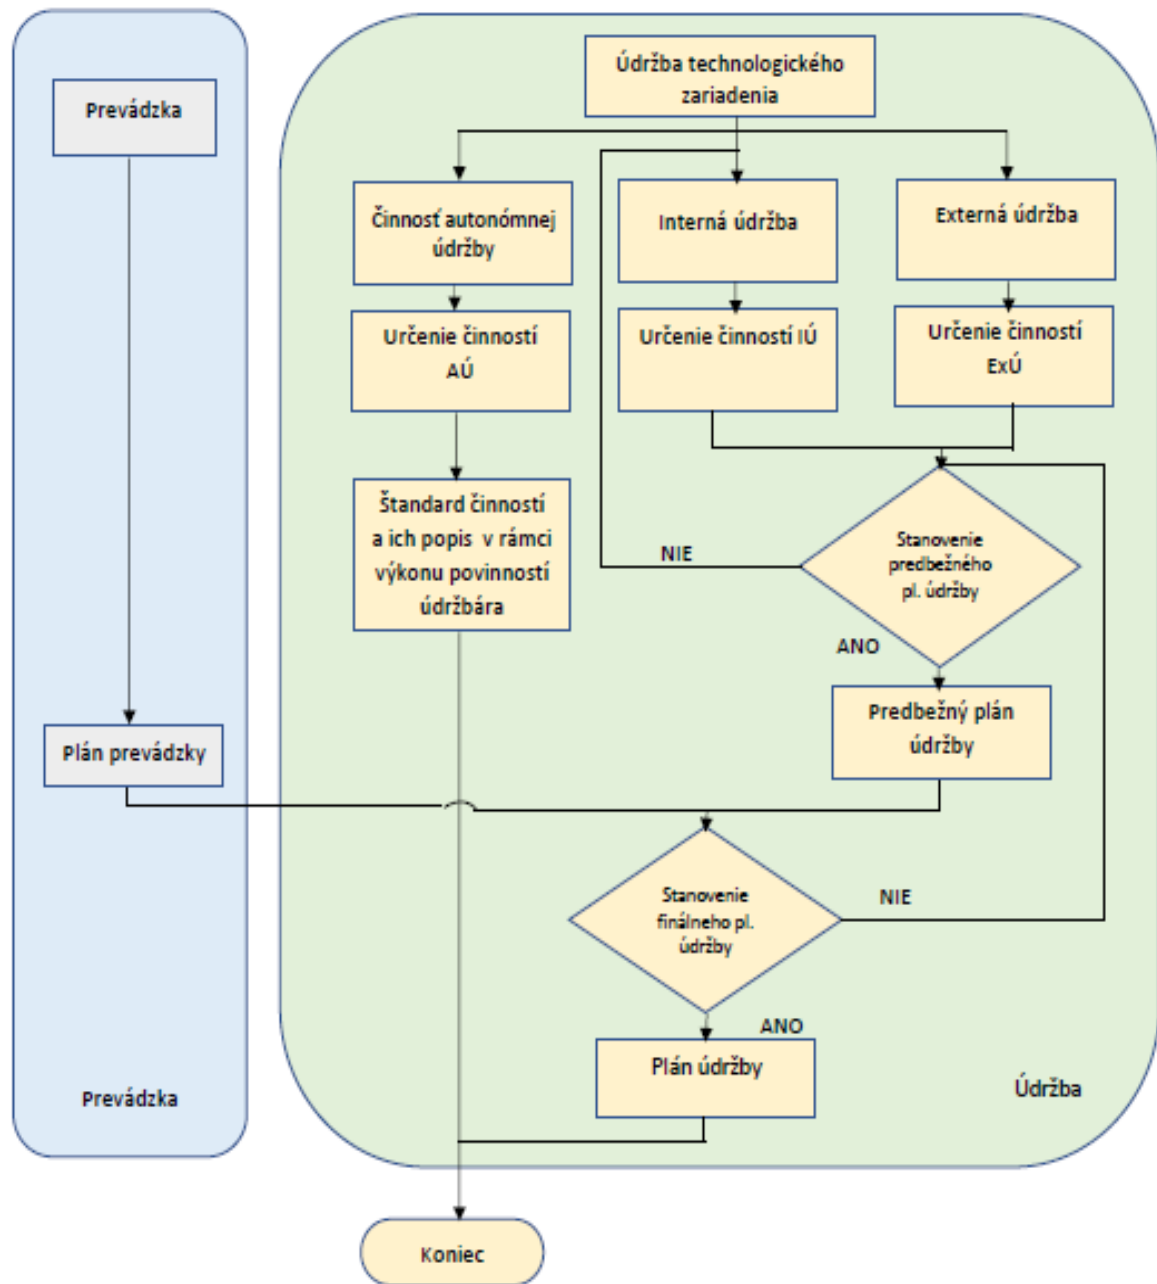 Údržba technologického
zariadenia
Prevádzka
Činnosť autonómnej
údržby
Interná údržba
Externá údržba
Určenie činností
AÚ
Určenie činností IÚ
Určenie činností
ExÚ
Štandard činností
a ich popis v rámci
výkonu povinností
údržbára
NIE
Stanovenie
predbežného
pl. údržby
ANO
Predbežný plán
údržby
Plán prevádzky
Stanovenie
finálneho pl.
údržby
NIE
ANO
Plán údržby
Prevádzka
Údržba
Koniec